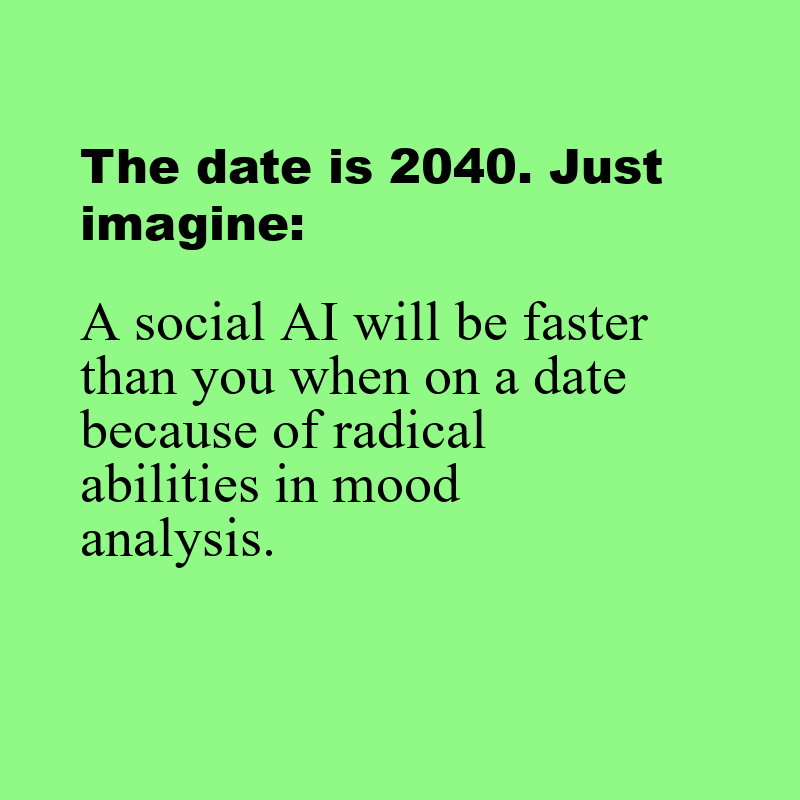 The date is 2040. Just
imagine:
A social AI will be faster
than you when on a date
because of radical
abilities in mood
analysis.